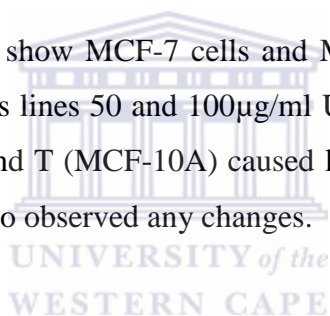 show MCF-7 cells and M
s lines 50 and 100µg/ml U
nd T (MCF-10A) caused
o observed any changes.
UNIVERSITY of the
WESTERN CAPE